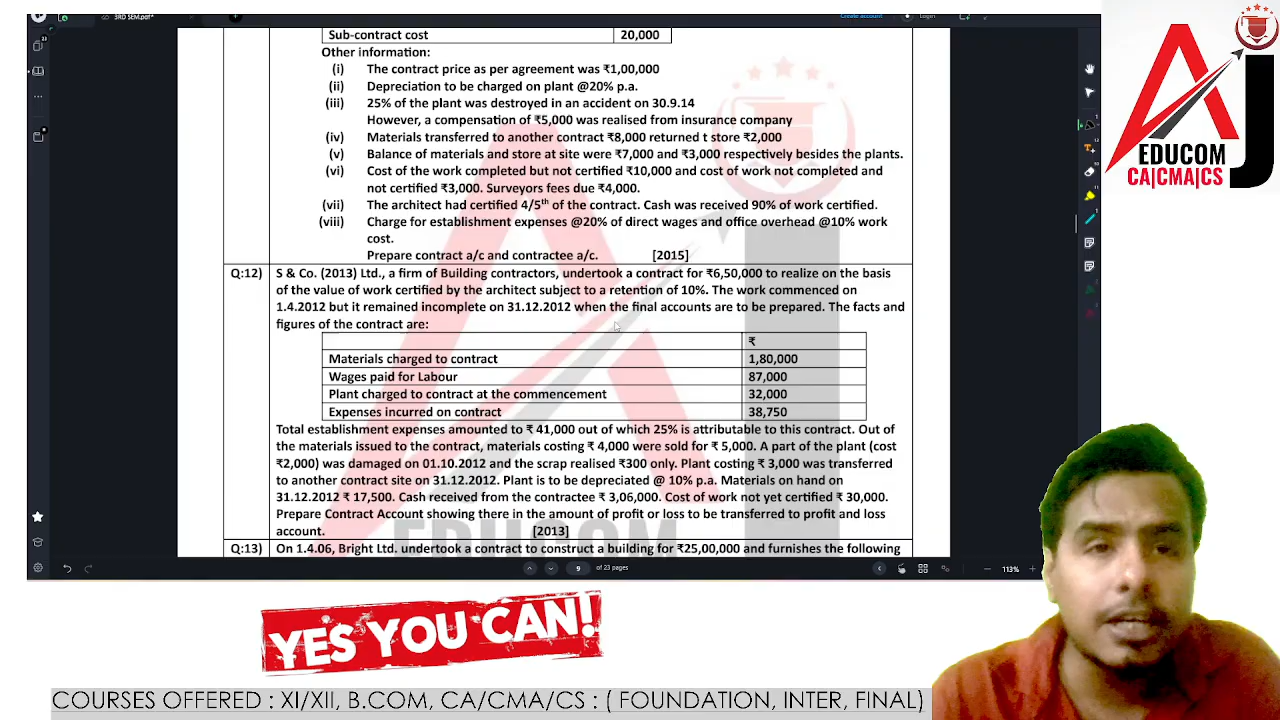 3RD SEM.pdf*
Create account
Login
Sub-contract cost 20,000
Other information:
(i) The contract price as per agreement was ₹1,00,000
(ii) Depreciation to be charged on plant @20% p.a.
(iii) 25% of the plant was destroyed in an accident on 30.9.14
However, a compensation of ₹5,000 was realised from insurance company
(iv) Materials transferred to another contract ₹8,000 returned t store ₹2,000
(v) Balance of materials and store at site were ₹7,000 and ₹3,000 respectively besides the plants.
(vi) Cost of the work completed but not certified ₹10,000 and cost of work not completed and
not certified ₹3,000. Surveyors fees due ₹4,000.
(vii) The architect had certified 4/5th of the contract. Cash was received 90% of work certified.
(viii) Charge for establishment expenses @20% of direct wages and office overhead @10% work
cost.
Prepare contract a/c and contractee a/c. [2015]
Q:12) S & Co. (2013) Ltd., a firm of Building contractors, undertook a contract for ₹6,50,000 to realize on the basis
of the value of work certified by the architect subject to a retention of 10%. The work commenced on
1.4.2012 but it remained incomplete on 31.12.2012 when the final accounts are to be prepared. The facts and
figures of the contract are:
₹
Materials charged to contract 1,80,000
Wages paid for Labour 87,000
Plant charged to contract at the commencement 32,000
Expenses incurred on contract 38,750
Total establishment expenses amounted to ₹ 41,000 out of which 25% is attributable to this contract. Out of
the materials issued to the contract, materials costing ₹ 4,000 were sold for ₹ 5,000. A part of the plant (cost
₹2,000) was damaged on 01.10.2012 and the scrap realised ₹300 only. Plant costing ₹ 3,000 was transferred
to another contract site on 31.12.2012. Plant is to be depreciated @ 10% p.a. Materials on hand on
31.12.2012 ₹ 17,500. Cash received from the contractee ₹ 3,06,000. Cost of work not yet certified ₹ 30,000.
Prepare Contract Account showing there in the amount of profit or loss to be transferred to profit and loss
account. [2013]
Q:13) On 1.4.06, Bright Ltd. undertook a contract to construct a building for ₹25,00,000 and furnishes the following
EDUCOM
9 of 23 pages
113%
AJ
EDUCOM
CA|CMA|CS
YES YOU CAN!
COURSES OFFERED : XI/XII, B.COM, CA/CMA/CS : ( FOUNDATION, INTER, FINAL)